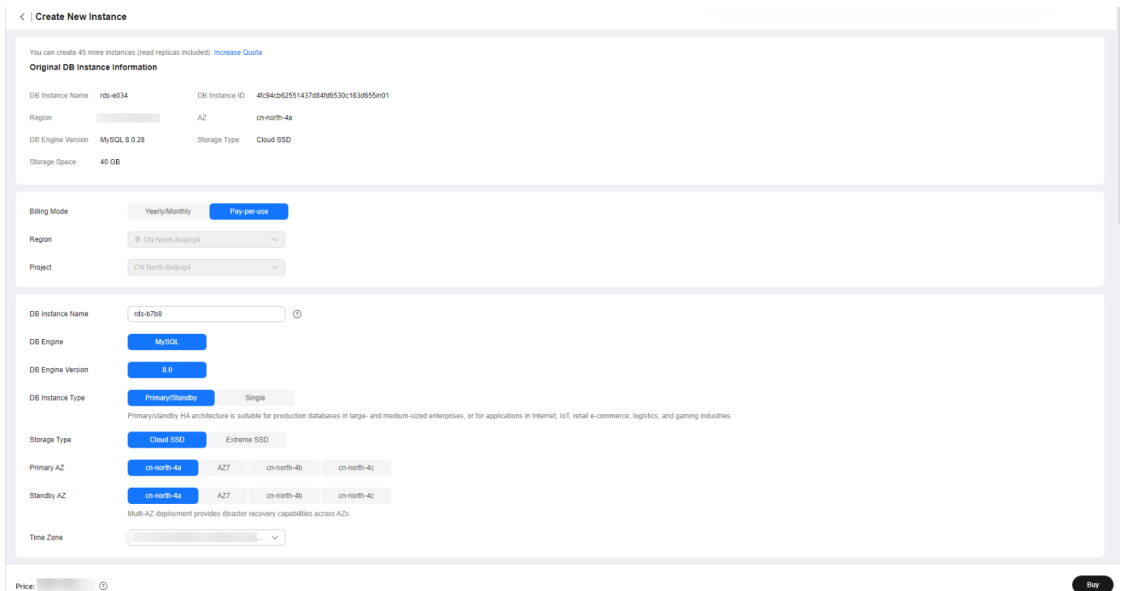 < | Create New Instance
You can create 45 more instances (read replicas included). Increase Quota
Original DB Instance Information
DB Instance Name rds-e034 DB Instance ID 4fc94cb62551437d84fd6530c163d655in01
Region AZ cn-north-4a
DB Engine Version MySQL 8.0.28 Storage Type Cloud SSD
Storage Space 40 GB
Billing Mode Yearly/Monthly Pay-per-use
Region CN North-Beijing4
Project CN North-Beijing4
DB Instance Name rds-b7b8
DB Engine MySQL
DB Engine Version 8.0
DB Instance Type Primary/Standby Single
Primary/standby HA architecture is suitable for production databases in large- and medium-sized enterprises, or for applications in Internet, IoT, retail e-commerce, logistics, and gaming industries.
Storage Type Cloud SSD Extreme SSD
Primary AZ cn-north-4a AZ7 cn-north-4b cn-north-4c
Standby AZ cn-north-4a AZ7 cn-north-4b cn-north-4c
Multi-AZ deployment provides disaster recovery capabilities across AZs.
Time Zone ...
Price: Buy